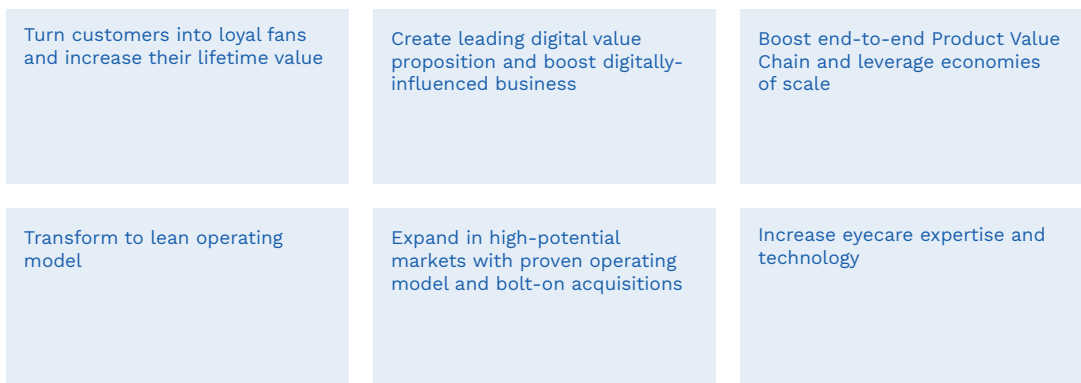 Turn customers into loyal fans
and increase their lifetime value
Create leading digital value
proposition and boost digitally-
influenced business
Boost end-to-end Product Value
Chain and leverage economies
of scale
Transform to lean operating
model
Expand in high-potential
markets with proven operating
model and bolt-on acquisitions
Increase eyecare expertise and
technology